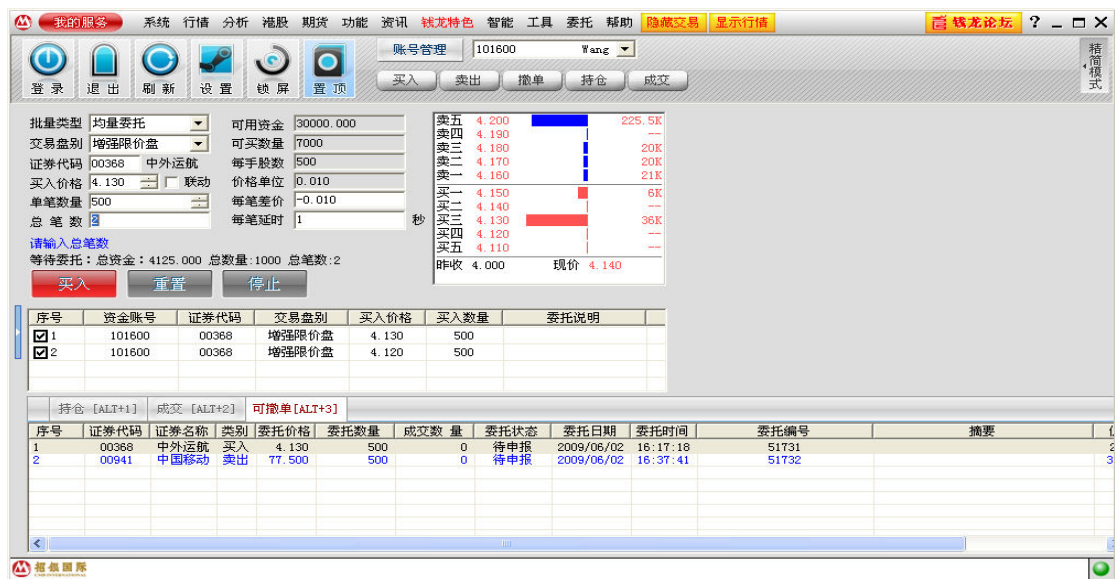 我的服务 系统 行情 分析 港股 期货 功能 资讯 钱龙特色 智能 工具 委托 帮助 隐藏交易 显示行情 钱龙论坛 ?
登录 退出 刷新 设置 锁屏 置顶
账号管理 101600 Wang
买入 卖出 撤单 持仓 成交
精简模式
批量类型 均量委托 可用资金 30000.000
交易盘别 增强限价盘 可买数量 7000
证券代码 00368 中外运航 每手股数 500
买入价格 4.130 联动 价格单位 0.010
单笔数量 500 每笔差价 -0.010
总笔数 2 每笔延时 1 秒
请输入总笔数
等待委托：总资金：4125.000 总数量:1000 总笔数:2
买入 重置 停止
卖五 4.200 225.5K
卖四 4.190 --
卖三 4.180 20K
卖二 4.170 20K
卖一 4.160 21K
买一 4.150 6K
买二 4.140 --
买三 4.130 36K
买四 4.120 --
买五 4.110 --
昨收 4.000 现价 4.140
序号 资金账号 证券代码 交易盘别 买入价格 买入数量 委托说明
1 101600 00368 增强限价盘 4.130 500
2 101600 00368 增强限价盘 4.120 500
持仓 [ALT+1] 成交 [ALT+2] 可撤单[ALT+3]
序号 证券代码 证券名称 类别 委托价格 委托数量 成交数 量 委托状态 委托日期 委托时间 委托编号 摘要
1 00368 中外运航 买入 4.130 500 0 待申报 2009/06/02 16:17:18 51731
2 00941 中国移动 卖出 77.500 500 0 待申报 2009/06/02 16:37:41 51732
招银国际